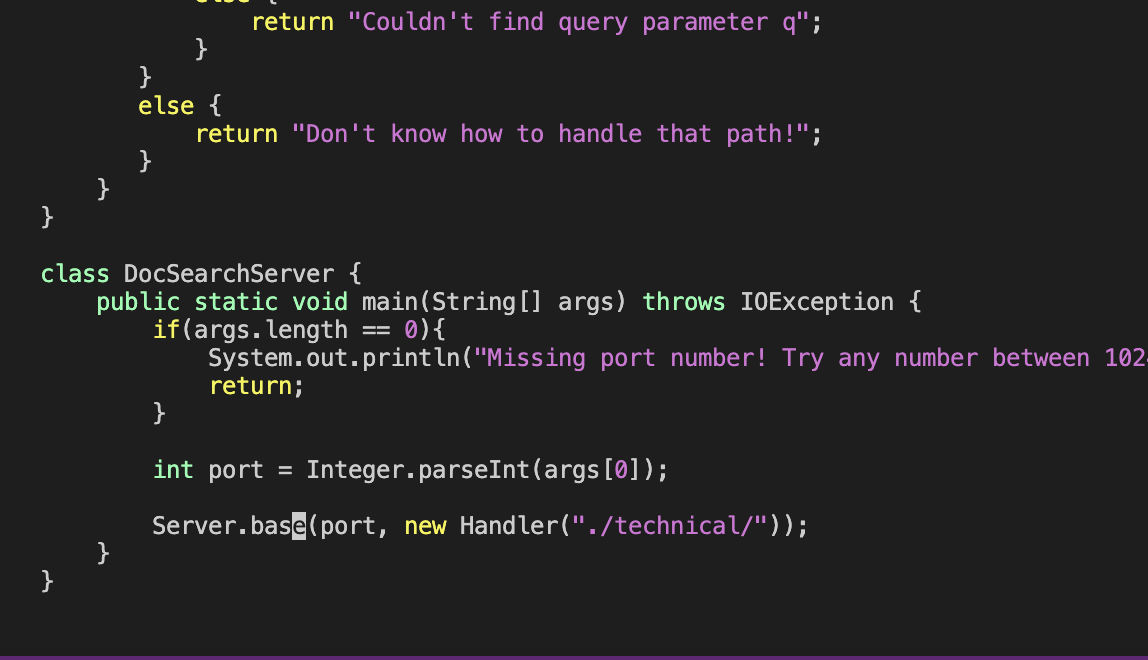 else {
return "Couldn't find query parameter q";
}
}
else {
return "Don't know how to handle that path!";
}
}
}
class DocSearchServer {
public static void main(String[] args) throws IOException {
if(args.length == 0){
System.out.println("Missing port number! Try any number between 102
return;
}
int port = Integer.parseInt(args[0]);
Server.base(port, new Handler("./technical/"));
}
}